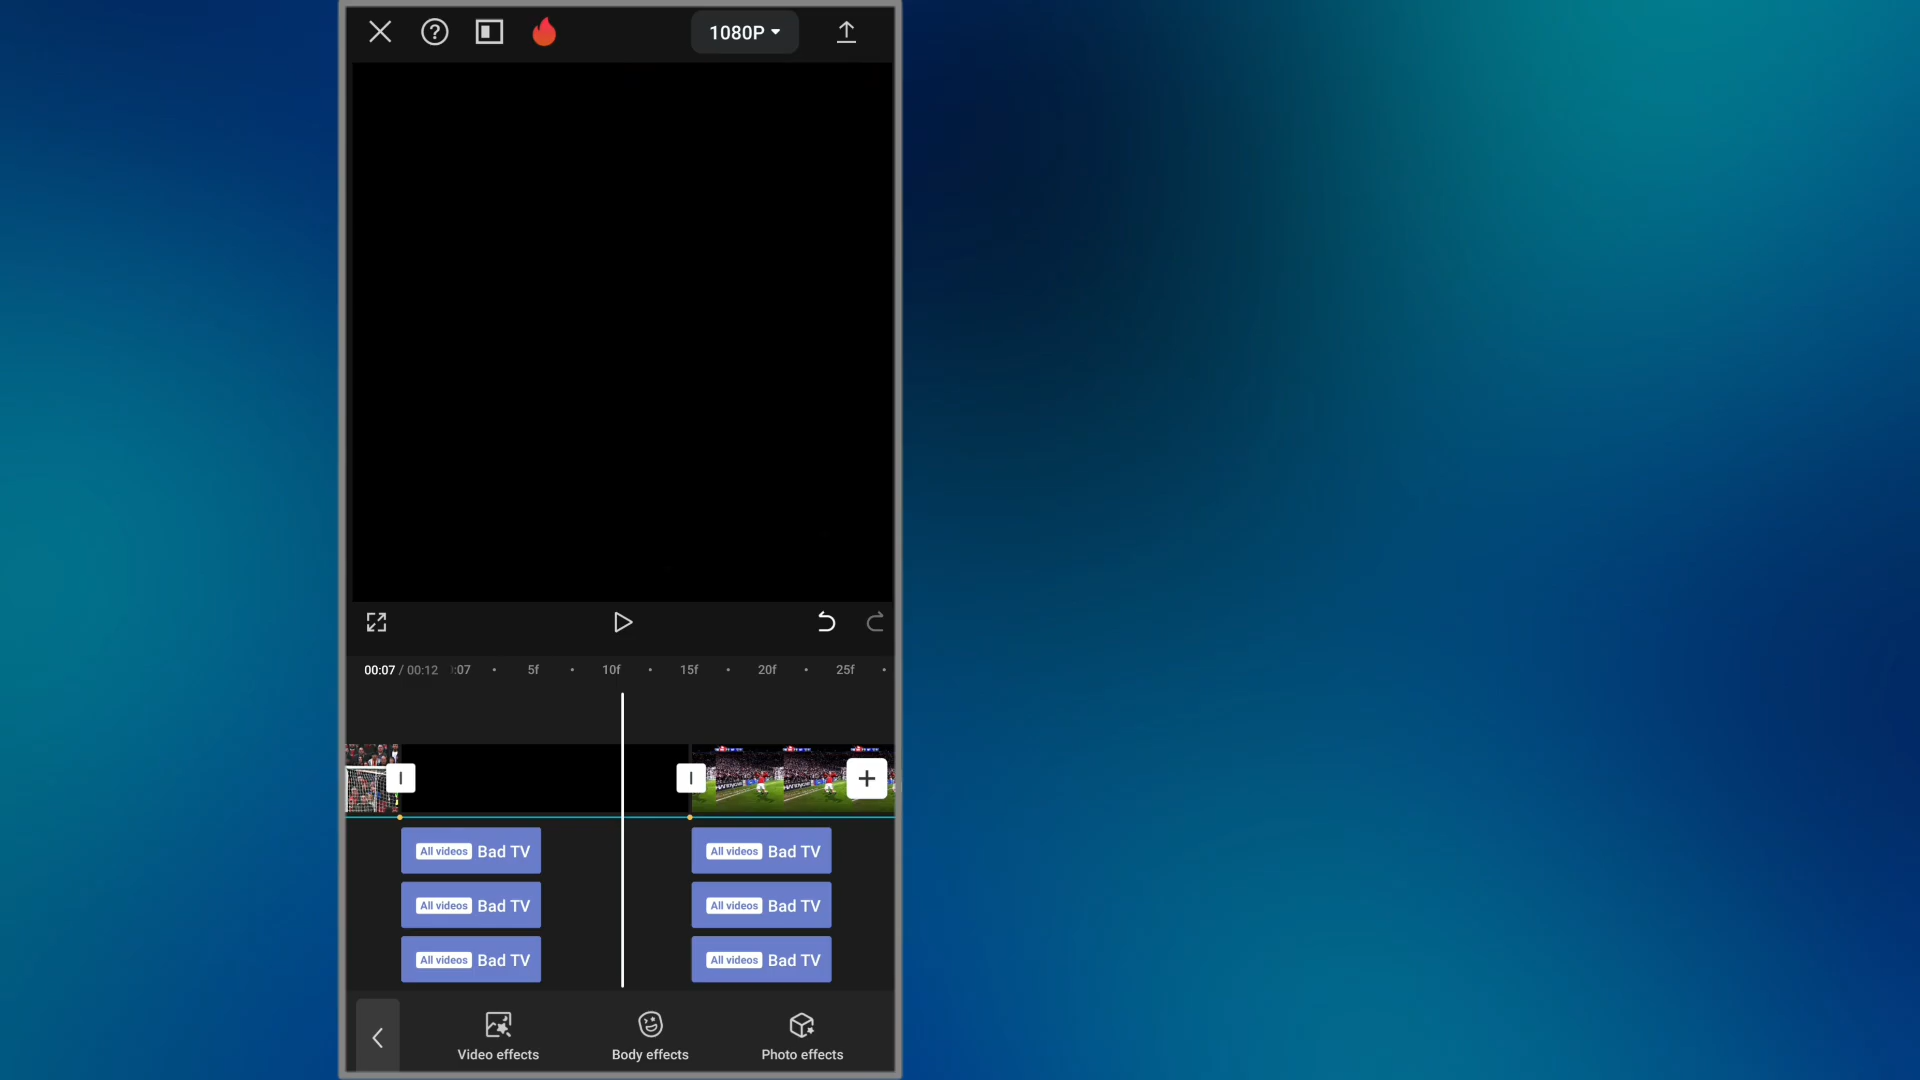 1080P
00:07 / 00:12 :07 5f 10f 15f 20f 25f
All videos Bad TV All videos Bad TV
All videos Bad TV All videos Bad TV
All videos Bad TV All videos Bad TV
Video effects Body effects Photo effects